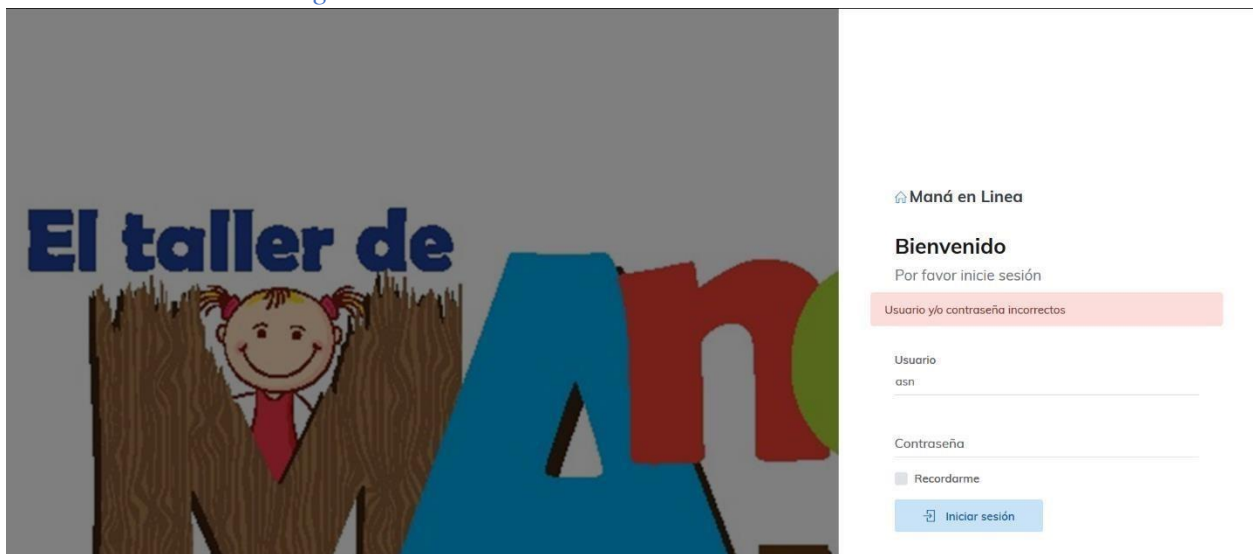 El taller de
MAn
Maná en Linea
Bienvenido
Por favor inicie sesión
Usuario y/o contraseña incorrectos
Usuario
asn
Contraseña
Recordarme
Iniciar sesión